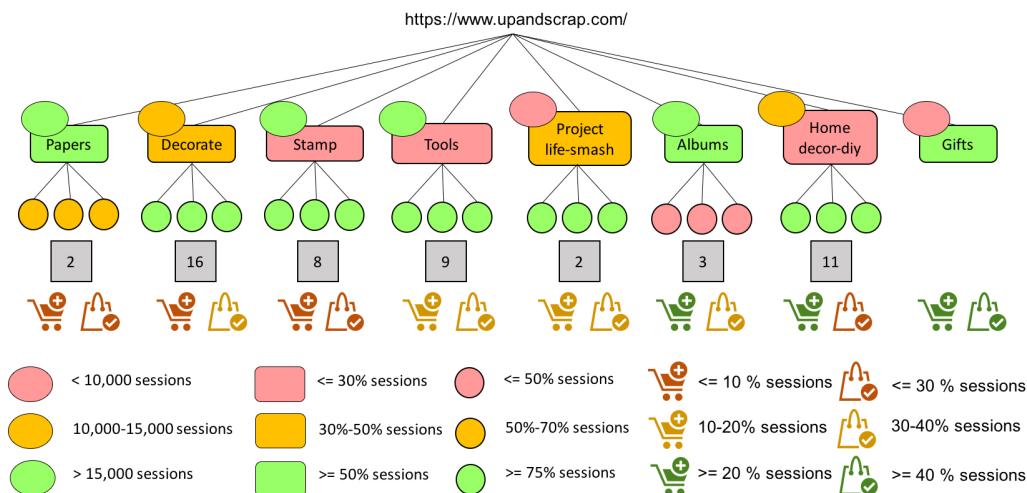 https://www.upandscrap.com/
Papers
Decorate
Stamp
Tools
Project
life-smash
Albums
Home
decor-diy
Gifts
2
16
8
9
2
3
11
< 10,000 sessions
<= 30% sessions
<= 50% sessions
<= 10 % sessions
<= 30 % sessions
10,000-15,000 sessions
30%-50% sessions
50%-70% sessions
10-20% sessions
30-40% sessions
> 15,000 sessions
>= 50% sessions
>= 75% sessions
>= 20 % sessions
>= 40 % sessions